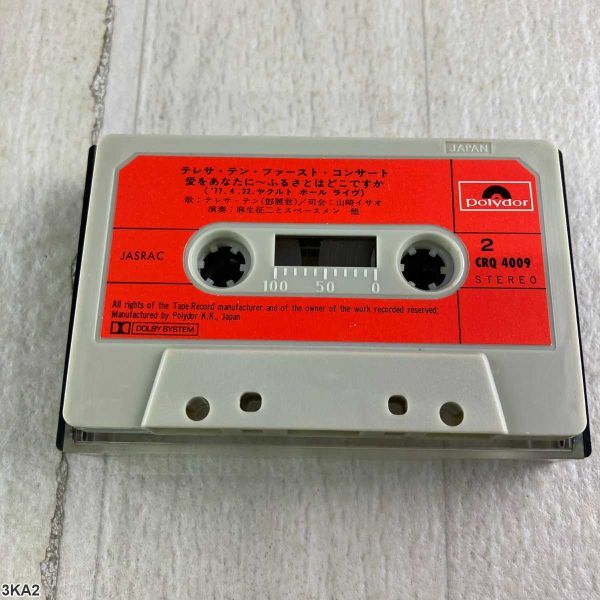 JAPAN
テレサ・テン・ファースト・コンサート
愛をあなたに〜ふるさとはどこですか
('77.4.22.ヤクルト ホール ライヴ)
歌：テレサ・テン(鄧麗君)／司会：山崎イサオ
演奏：麻生征二とスペースメン 他
polydor
JASRAC
2
CRQ 4009
STEREO
100 50 0
All rights of the Tape-Record manufacturer and of the owner of the work recorded reserved;
Manufactured by Polydor K.K., Japan
DOLBY SYSTEM
3KA2